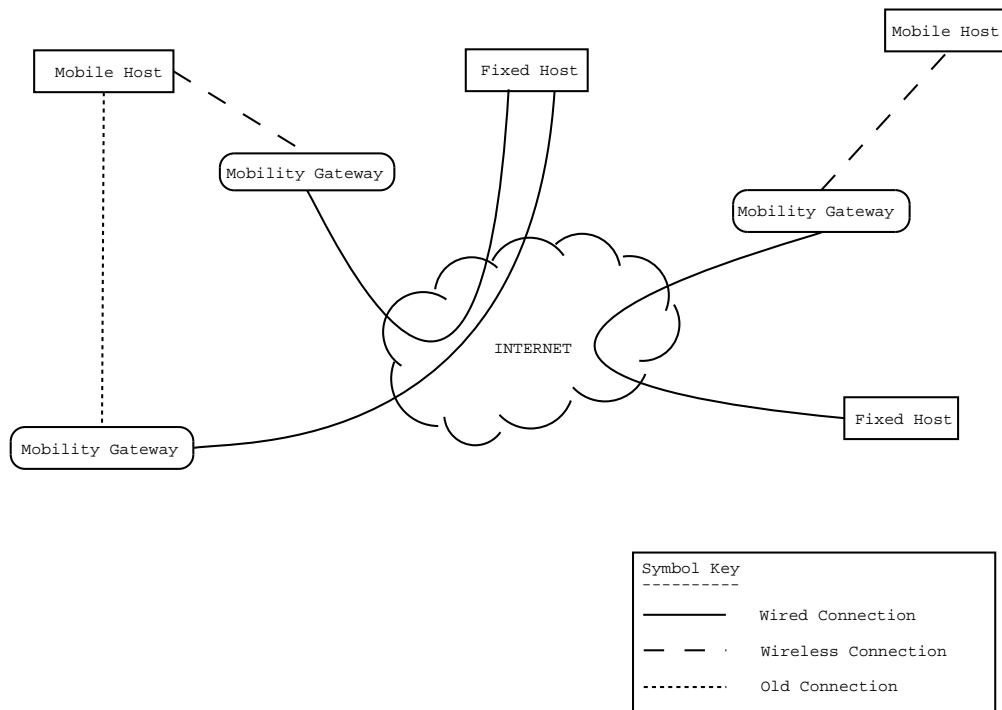 Mobile Host
Mobile Host
Fixed Host
Mobility Gateway
Mobility Gateway
INTERNET
Fixed Host
Mobility Gateway
Symbol Key
Wired Connection
Wireless Connection
Old Connection